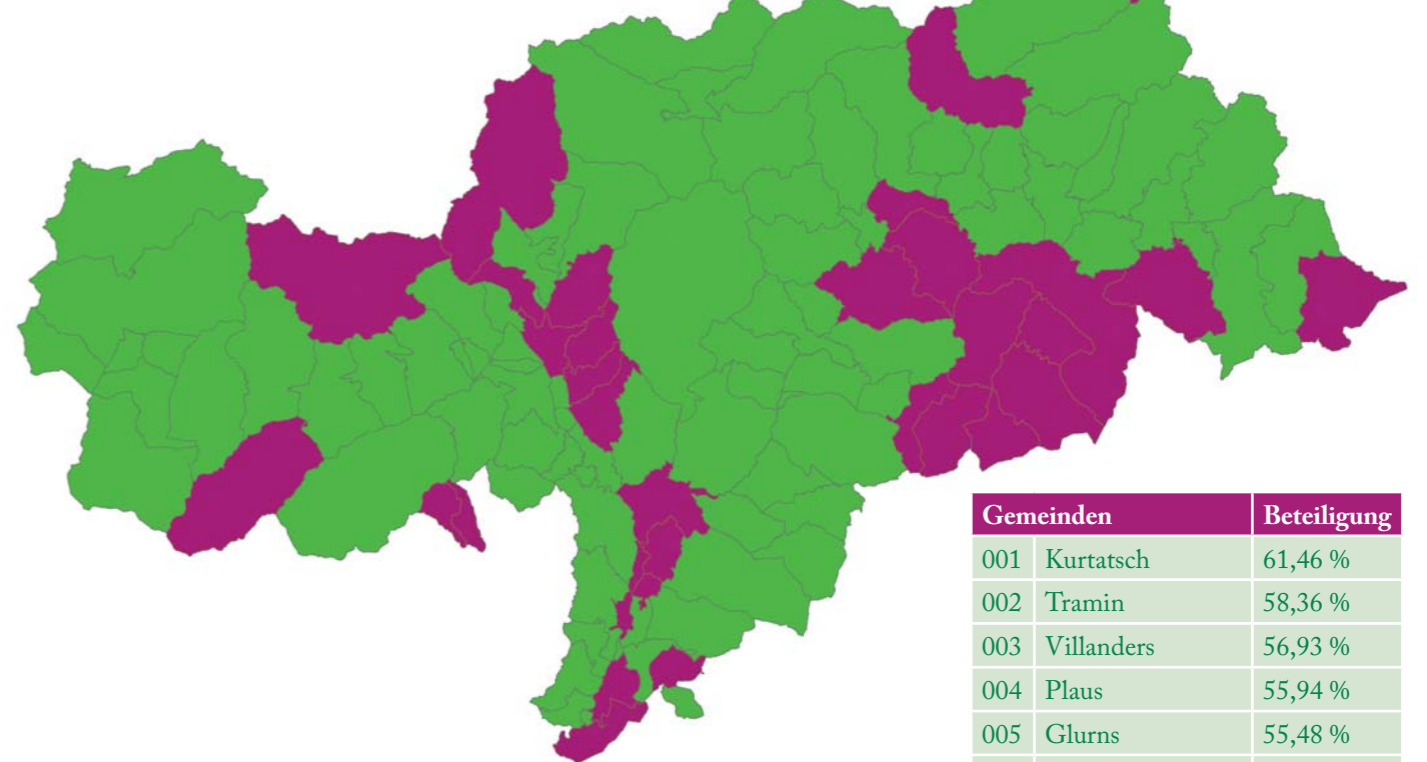 Gemeinden Beteiligung
001 Kurtatsch 61,46 %
002 Tramin 58,36 %
003 Villanders 56,93 %
004 Plaus 55,94 %
005 Glurns 55,48 %